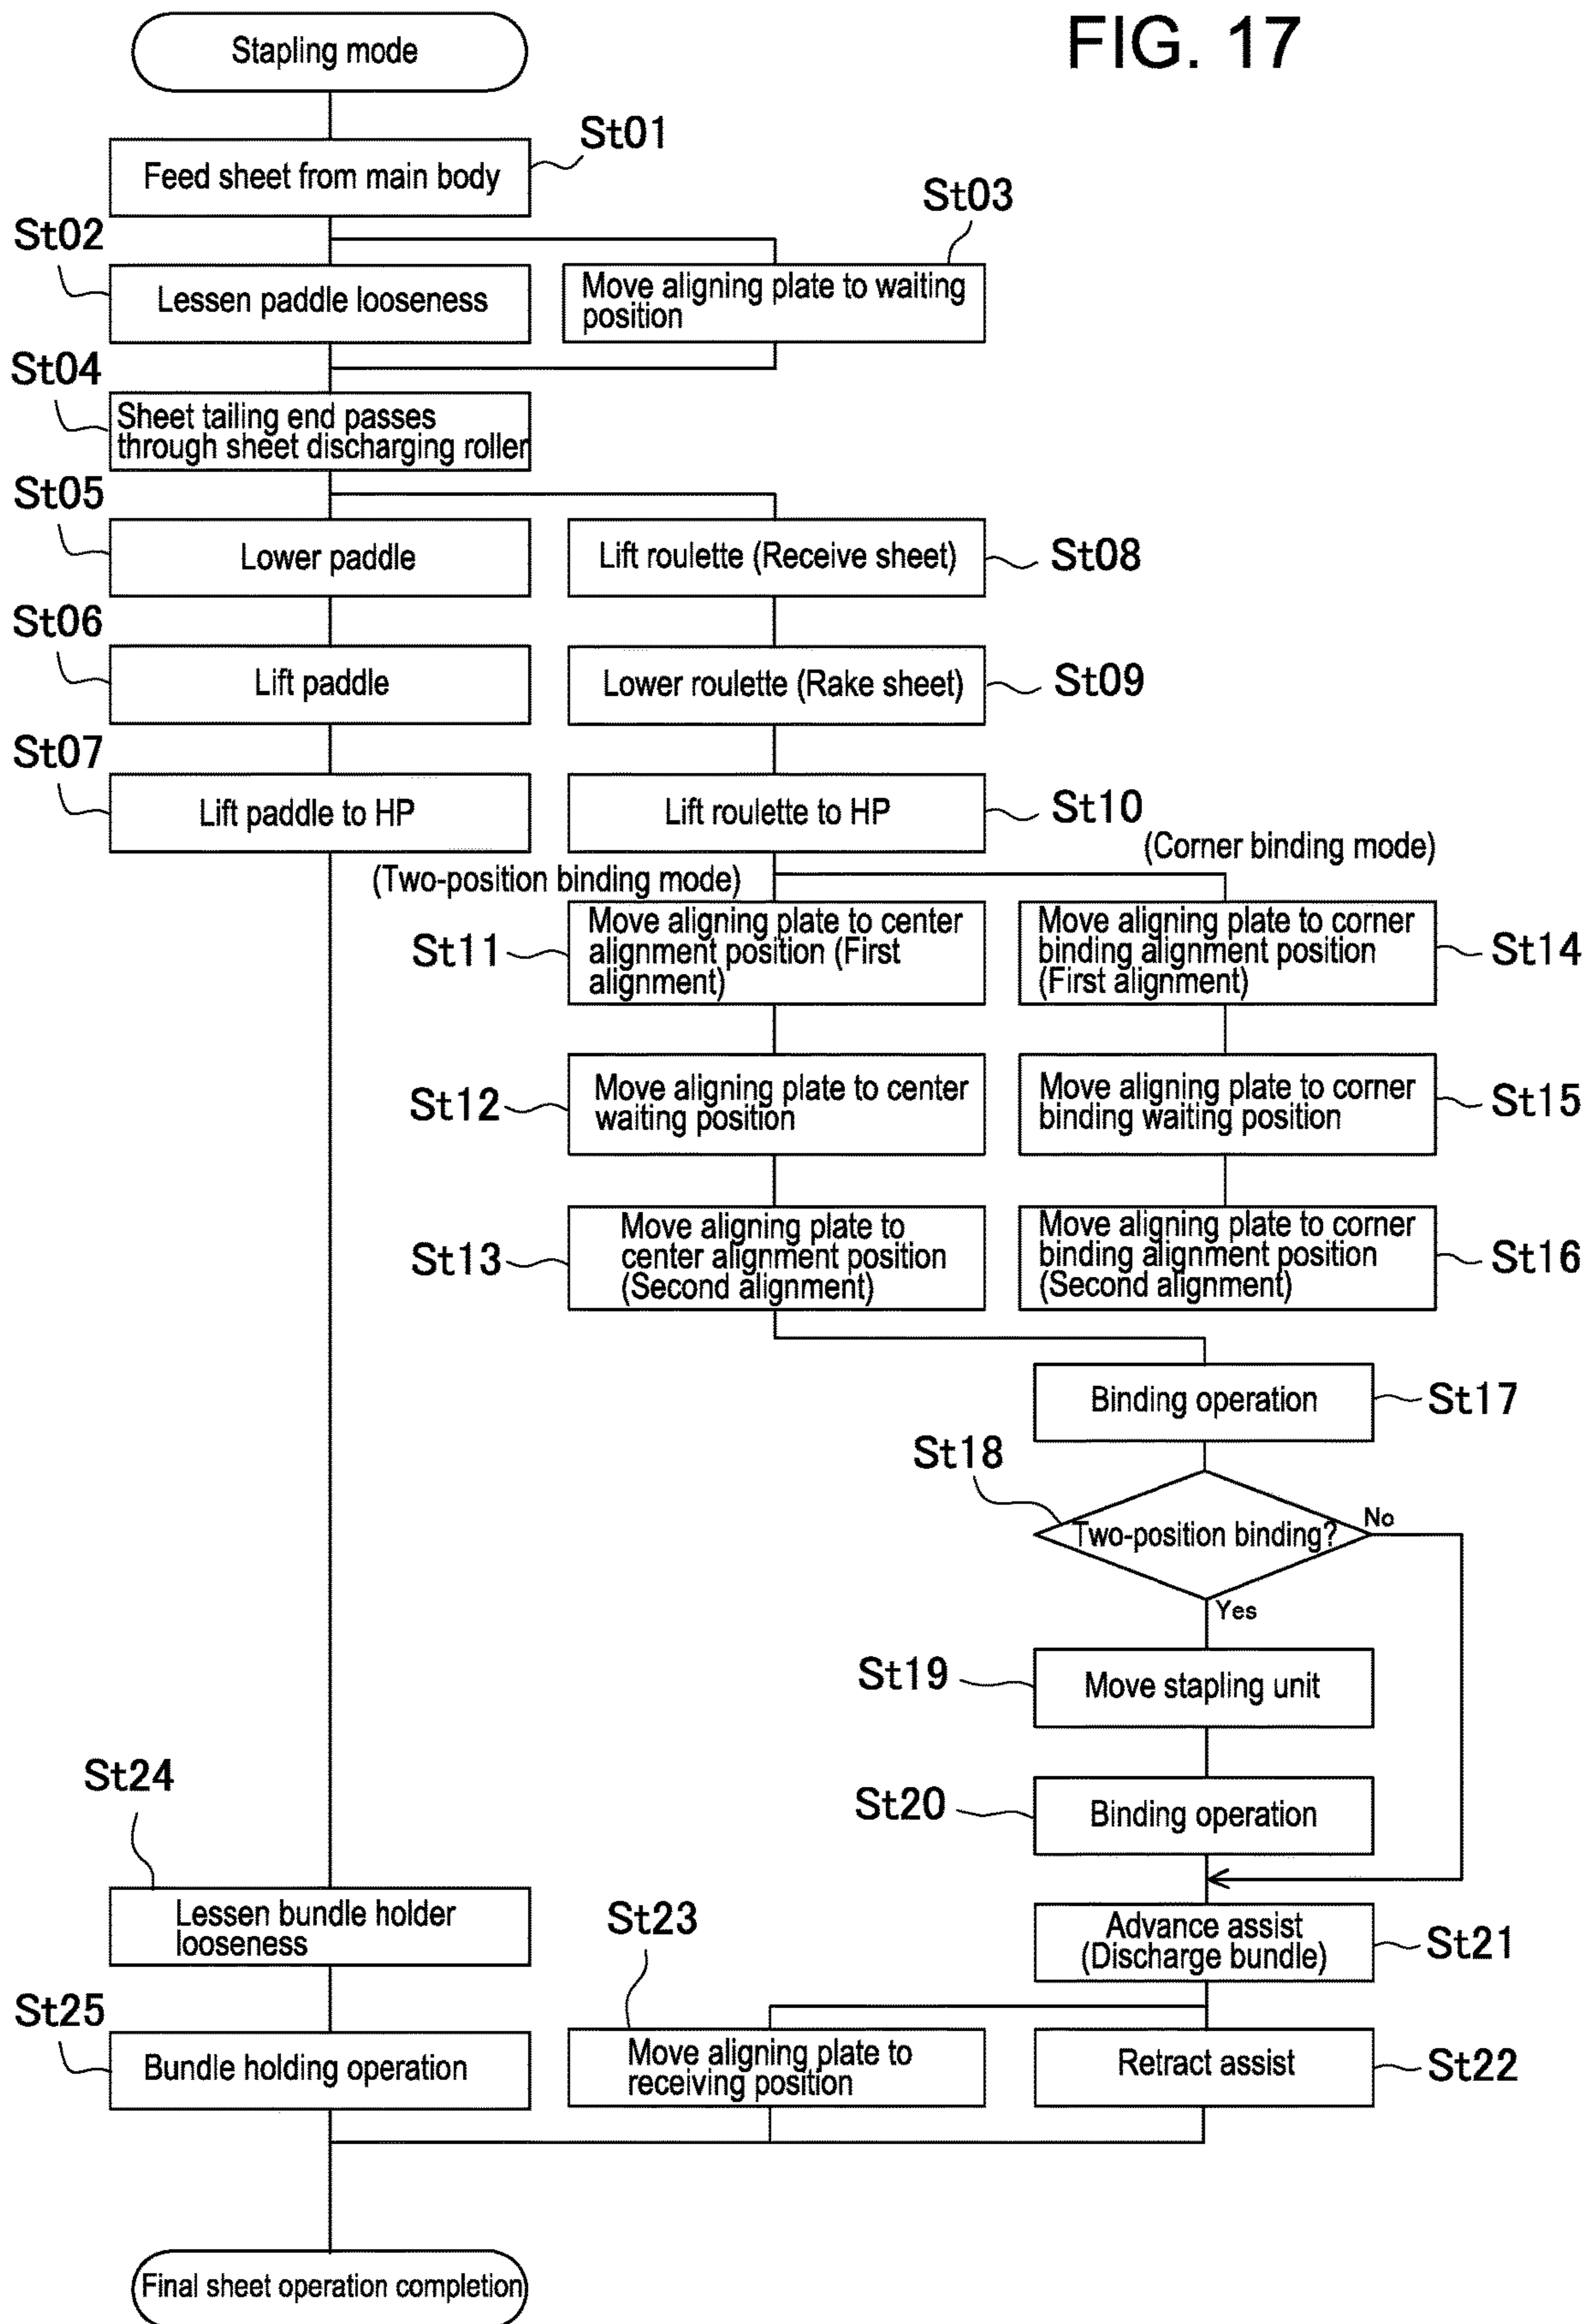 FIG. 17
Stapling mode
St01
Feed sheet from main body
St02
St03
Lessen paddle looseness
Move aligning plate to waiting
position
St04
Sheet tailing end passes
through sheet discharging roller
St05
Lower paddle
Lift roulette (Receive sheet)
St08
St06
Lift paddle
Lower roulette (Rake sheet)
St09
St07
Lift paddle to HP
Lift roulette to HP
St10
(Two-position binding mode)
(Corner binding mode)
St11
Move aligning plate to center
alignment position (First
alignment)
Move aligning plate to corner
binding alignment position
(First alignment)
St14
St12
Move aligning plate to center
waiting position
Move aligning plate to corner
binding waiting position
St15
St13
Move aligning plate to
center alignment position
(Second alignment)
Move aligning plate to corner
binding alignment position
(Second alignment)
St16
Binding operation
St17
St18
Two-position binding?
No
Yes
St19
Move stapling unit
St20
Binding operation
St24
Lessen bundle holder
looseness
St23
Advance assist
(Discharge bundle)
St21
St25
Bundle holding operation
Move aligning plate to
receiving position
Retract assist
St22
Final sheet operation completion